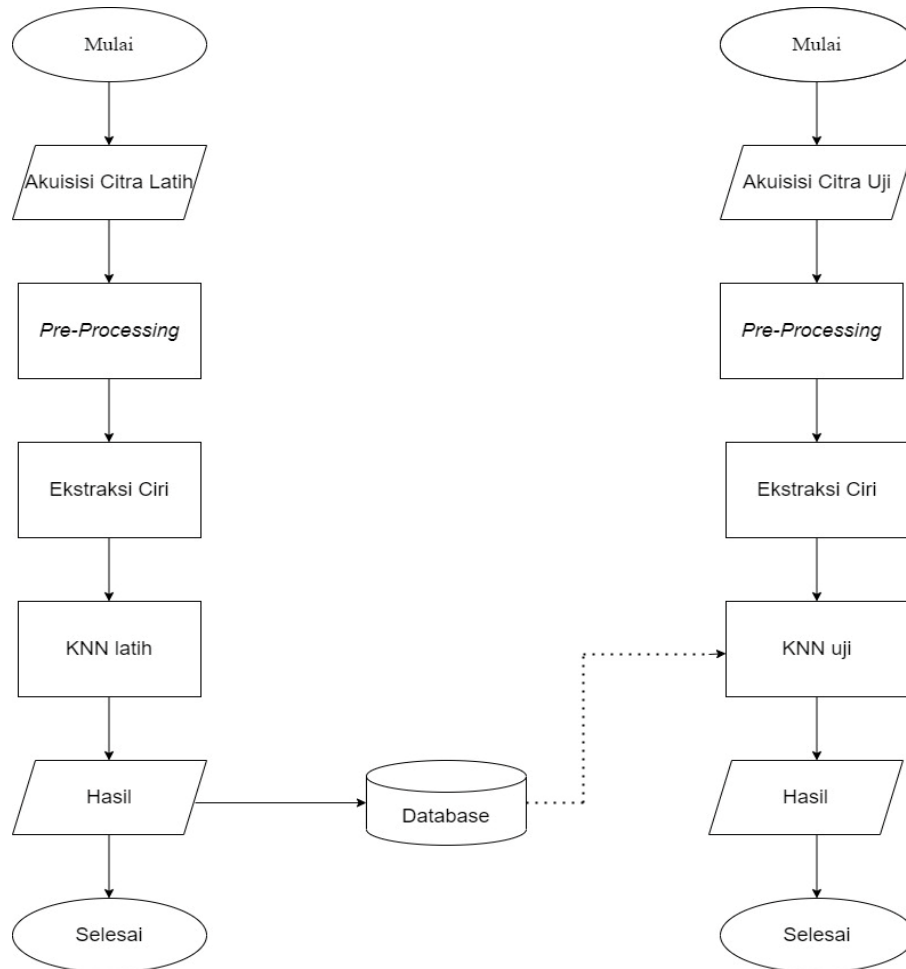 Mulai
Akuisisi Citra Latih
Pre-Processing
Ekstraksi Ciri
KNN latih
Hasil
Selesai
Database
Mulai
Akuisisi Citra Uji
Pre-Processing
Ekstraksi Ciri
KNN uji
Hasil
Selesai